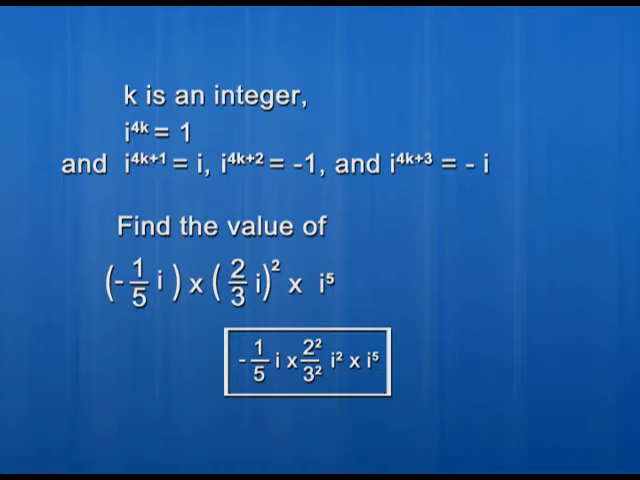 k is an integer,
i⁴ᵏ = 1
and i⁴ᵏ⁺¹ = i, i⁴ᵏ⁺² = -1, and i⁴ᵏ⁺³ = - i
Find the value of
(- 1/5 i ) x ( 2/3 i)² x i⁵
- 1/5 i x 2²/3² i² x i⁵